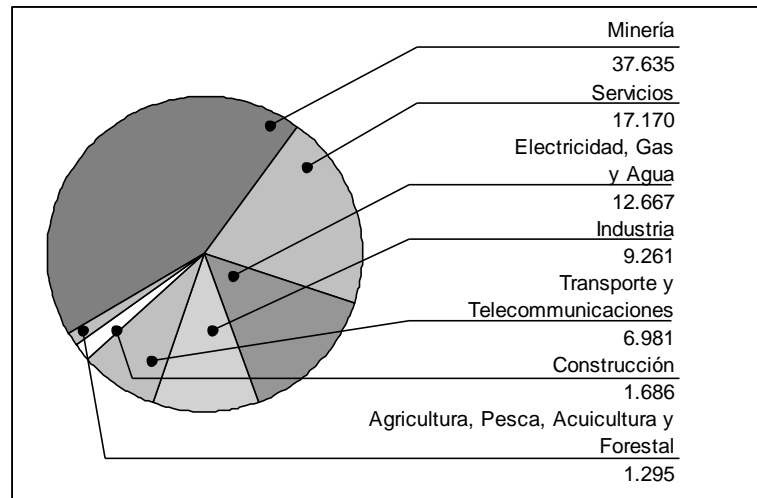 Minería
37.635
Servicios
17.170
Electricidad, Gas
y Agua
12.667
Industria
9.261
Transporte y
Telecommunicaciones
6.981
Construcción
1.686
Agricultura, Pesca, Acuicultura y
Forestal
1.295